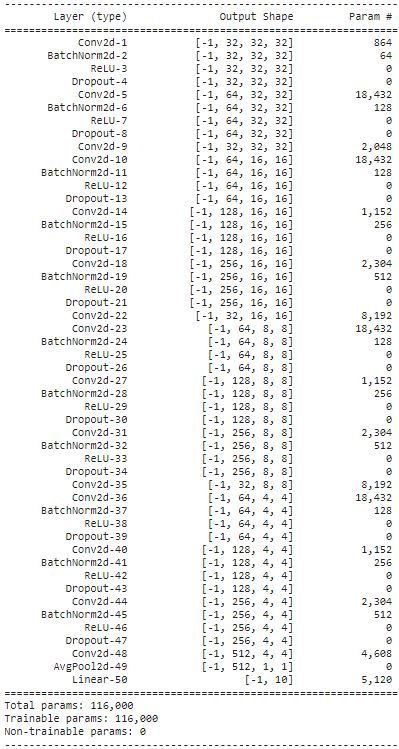 ----------------------------------------------------------------
Layer (type) Output Shape Param #
================================================================
Conv2d-1 [-1, 32, 32, 32] 864
BatchNorm2d-2 [-1, 32, 32, 32] 64
ReLU-3 [-1, 32, 32, 32] 0
Dropout-4 [-1, 32, 32, 32] 0
Conv2d-5 [-1, 64, 32, 32] 18,432
BatchNorm2d-6 [-1, 64, 32, 32] 128
ReLU-7 [-1, 64, 32, 32] 0
Dropout-8 [-1, 64, 32, 32] 0
Conv2d-9 [-1, 32, 32, 32] 2,048
Conv2d-10 [-1, 64, 16, 16] 18,432
BatchNorm2d-11 [-1, 64, 16, 16] 128
ReLU-12 [-1, 64, 16, 16] 0
Dropout-13 [-1, 64, 16, 16] 0
Conv2d-14 [-1, 128, 16, 16] 1,152
BatchNorm2d-15 [-1, 128, 16, 16] 256
ReLU-16 [-1, 128, 16, 16] 0
Dropout-17 [-1, 128, 16, 16] 0
Conv2d-18 [-1, 256, 16, 16] 2,304
BatchNorm2d-19 [-1, 256, 16, 16] 512
ReLU-20 [-1, 256, 16, 16] 0
Dropout-21 [-1, 256, 16, 16] 0
Conv2d-22 [-1, 32, 16, 16] 8,192
Conv2d-23 [-1, 64, 8, 8] 18,432
BatchNorm2d-24 [-1, 64, 8, 8] 128
ReLU-25 [-1, 64, 8, 8] 0
Dropout-26 [-1, 64, 8, 8] 0
Conv2d-27 [-1, 128, 8, 8] 1,152
BatchNorm2d-28 [-1, 128, 8, 8] 256
ReLU-29 [-1, 128, 8, 8] 0
Dropout-30 [-1, 128, 8, 8] 0
Conv2d-31 [-1, 256, 8, 8] 2,304
BatchNorm2d-32 [-1, 256, 8, 8] 512
ReLU-33 [-1, 256, 8, 8] 0
Dropout-34 [-1, 256, 8, 8] 0
Conv2d-35 [-1, 32, 8, 8] 8,192
Conv2d-36 [-1, 64, 4, 4] 18,432
BatchNorm2d-37 [-1, 64, 4, 4] 128
ReLU-38 [-1, 64, 4, 4] 0
Dropout-39 [-1, 64, 4, 4] 0
Conv2d-40 [-1, 128, 4, 4] 1,152
BatchNorm2d-41 [-1, 128, 4, 4] 256
ReLU-42 [-1, 128, 4, 4] 0
Dropout-43 [-1, 128, 4, 4] 0
Conv2d-44 [-1, 256, 4, 4] 2,304
BatchNorm2d-45 [-1, 256, 4, 4] 512
ReLU-46 [-1, 256, 4, 4] 0
Dropout-47 [-1, 256, 4, 4] 0
Conv2d-48 [-1, 512, 4, 4] 4,608
AvgPool2d-49 [-1, 512, 1, 1] 0
Linear-50 [-1, 10] 5,120
================================================================
Total params: 116,000
Trainable params: 116,000
Non-trainable params: 0
----------------------------------------------------------------